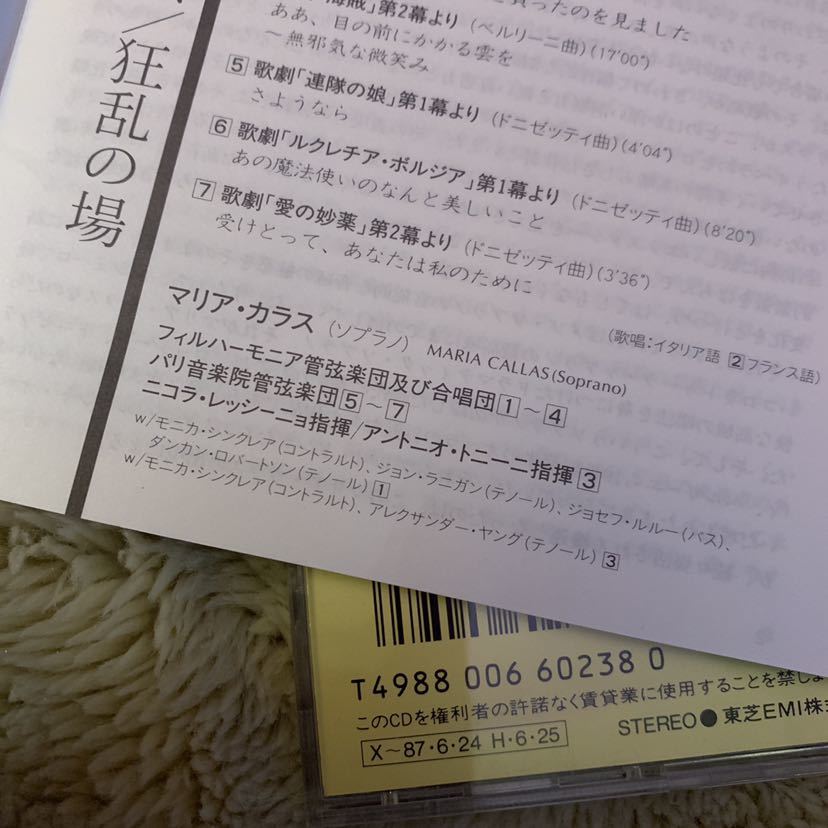 ／狂乱の場
買ったのを見ました
海賊」第2幕より（ベルリーニ曲）(17'00")
ああ、目の前にかかる雲を
～無邪気な微笑み
5 歌劇「連隊の娘」第1幕より（ドニゼッティ曲）(4'04")
さようなら
6 歌劇「ルクレチア・ボルジア」第1幕より（ドニゼッティ曲）(8'20")
あの魔法使いのなんと美しいこと
7 歌劇「愛の妙薬」第2幕より（ドニゼッティ曲）(3'36")
受けとって、あなたは私のために
（歌唱：イタリア語 2フランス語）
マリア・カラス（ソプラノ） MARIA CALLAS(Soprano)
フィルハーモニア管弦楽団及び合唱団1～4
パリ音楽院管弦楽団5～7
ニコラ・レッシーニョ指揮/アントニオ・トニーニ指揮3
w/モニカ・シンクレア(コントラルト)、ジョン・ラニガン(テノール)、ジョセフ・ルルー(バス)、
ダンカン・ロバートソン(テノール)1
w/モニカ・シンクレア(コントラルト)、アレクサンダー・ヤング(テノール)3
T4988 006 60238 0
このCDを権利者の許諾なく賃貸業に使用することを禁じま
X～87・6・24 H・6・25
STEREO● 東芝EMI株式